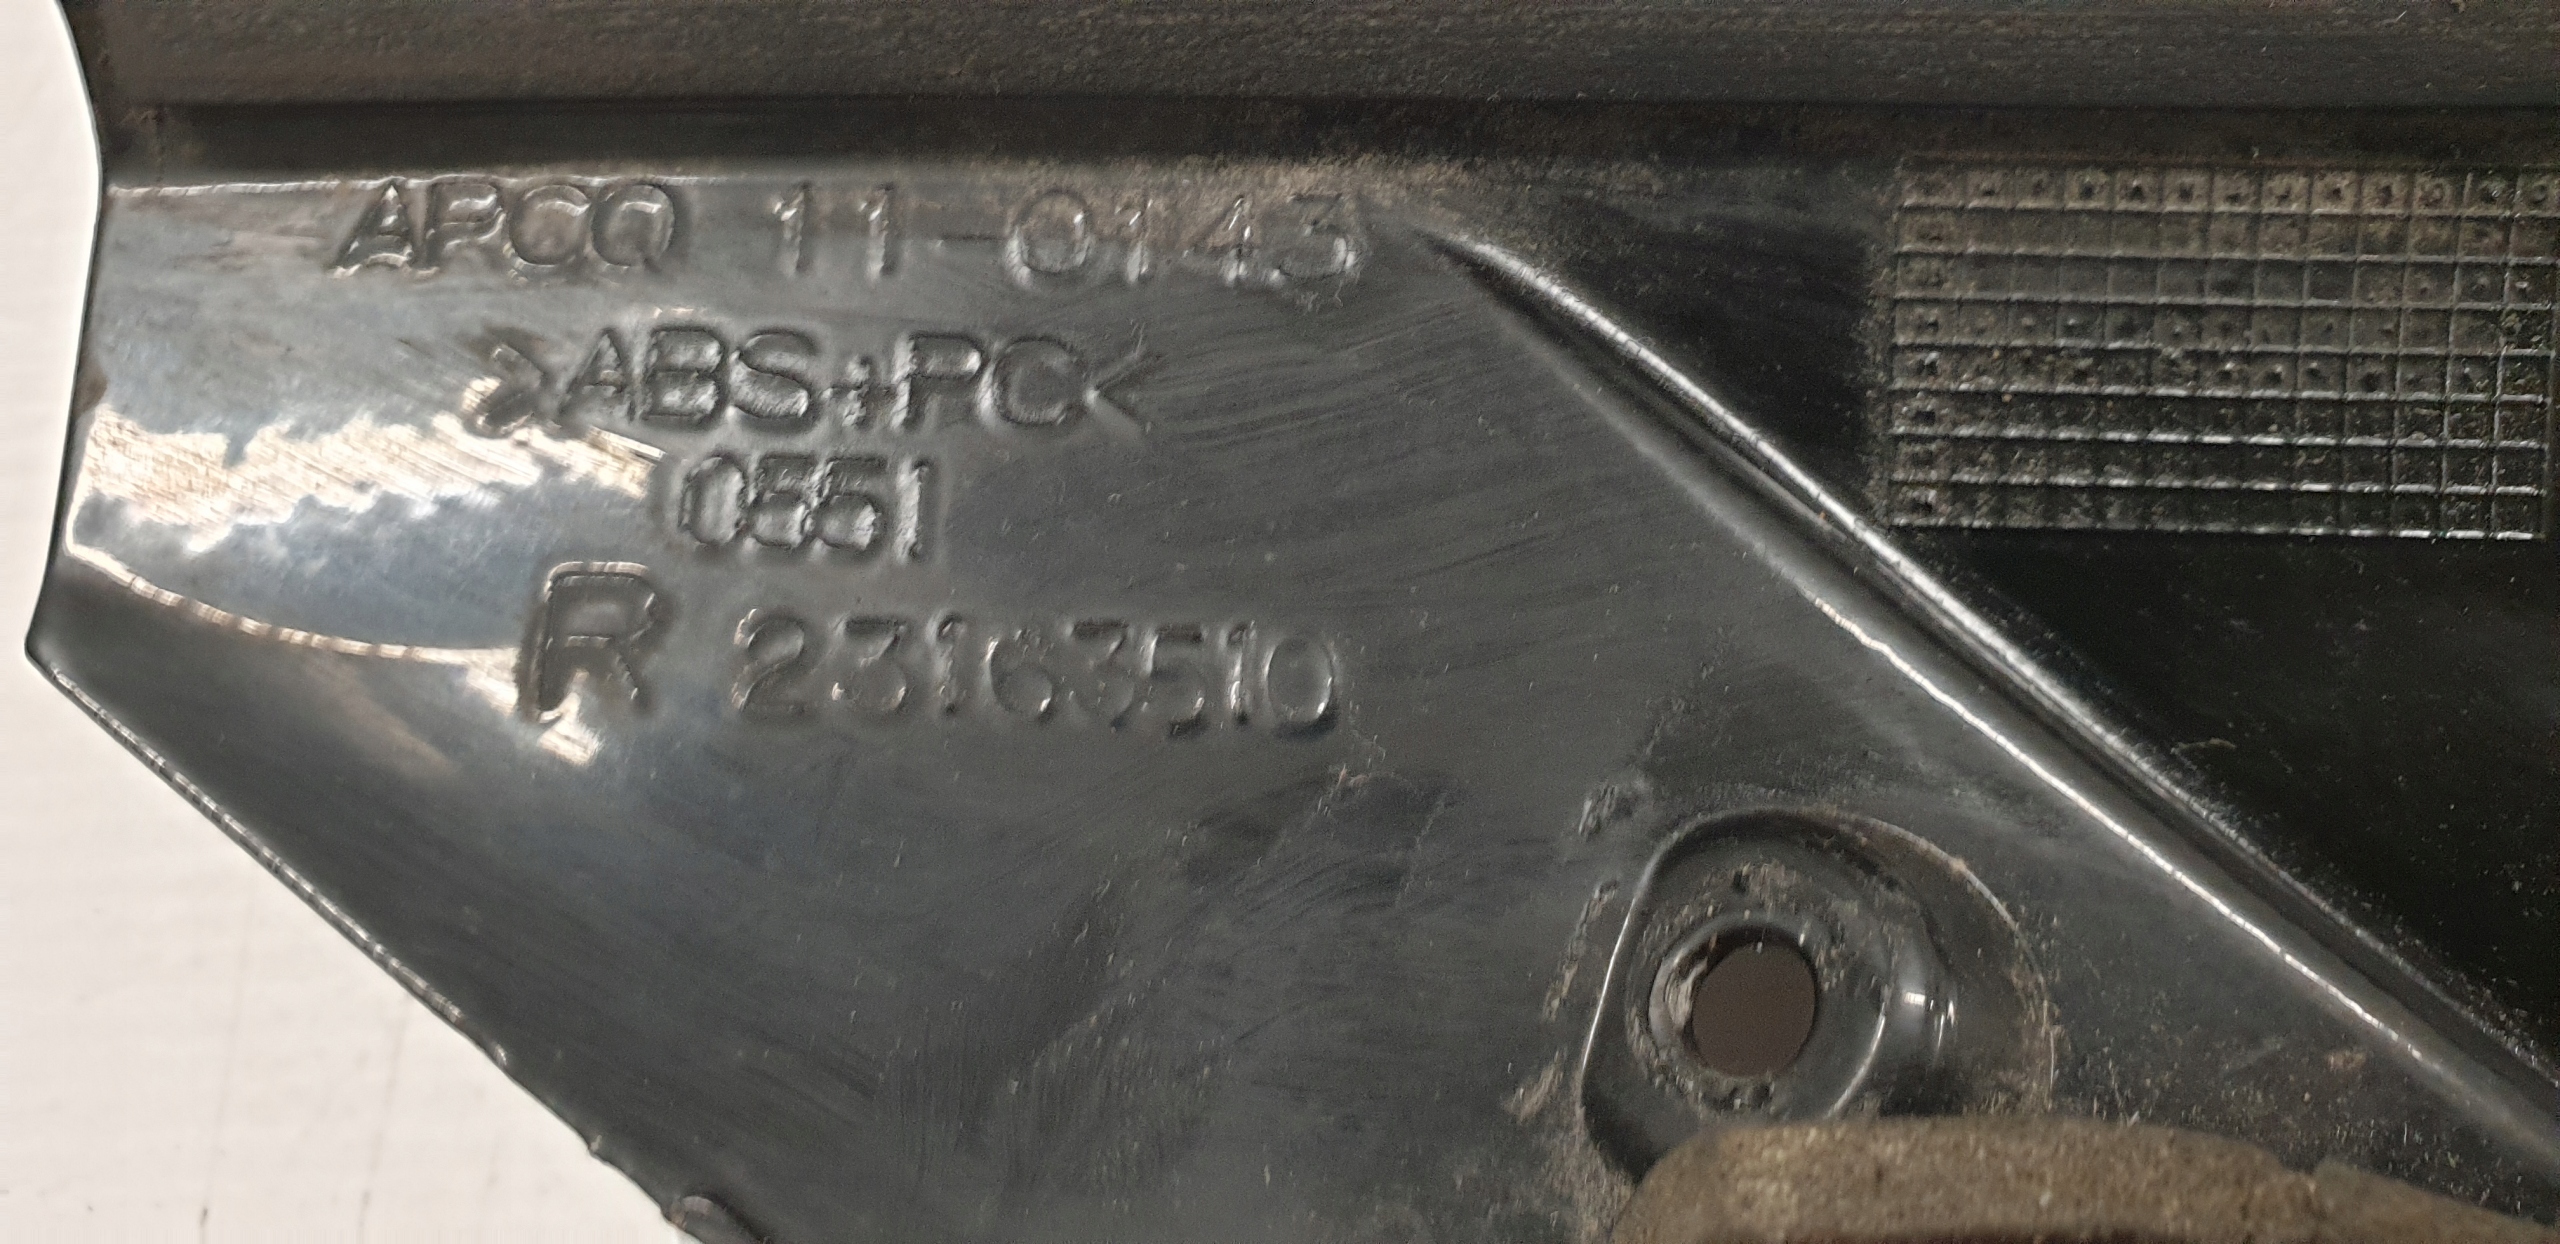 APCQ 11-0143
>ABS+PC<
0551
R 23163510